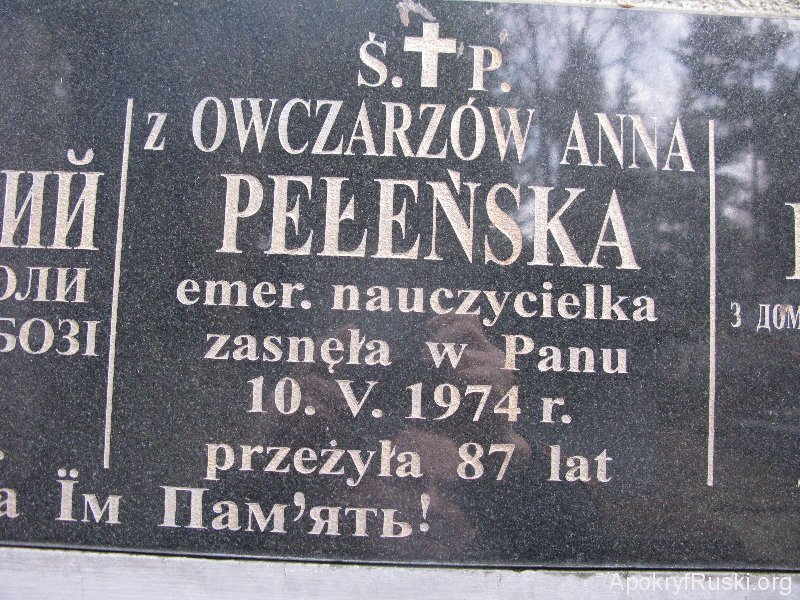 Ś. P.
z OWCZARZÓW ANNA
PEŁEŃSKA
emer. nauczycielka
zasnęła w Panu
10. V. 1974 r.
przeżyła 87 lat
ИЙ
ОЛИ
БОЗІ
З ДОМ
а Їм Пам'ять!
ApokryfRuski.org